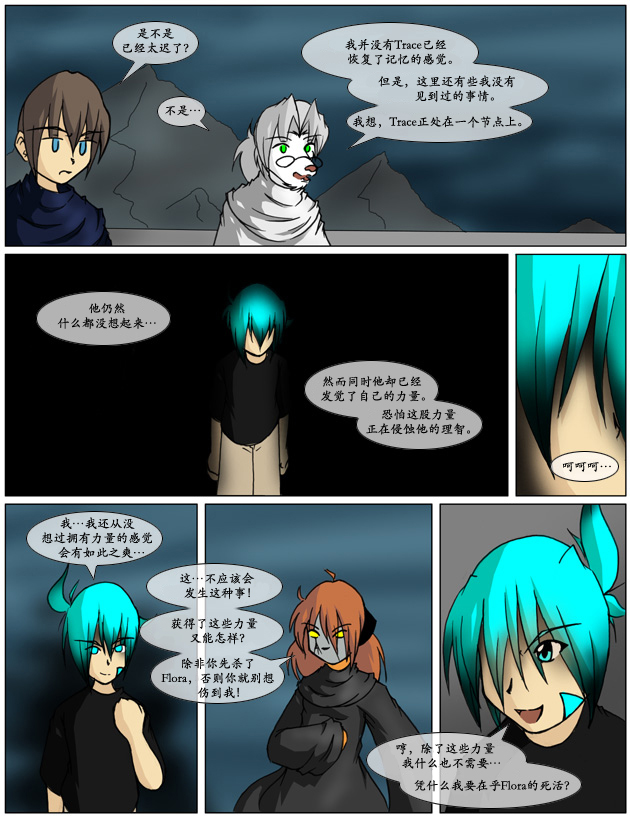 是不是
已经太迟了？
不是…
我并没有Trace已经
恢复了记忆的感觉。
但是，这里还有些我没有
见到过的事情。
我想，Trace正处在一个节点上。
他仍然
什么都没想起来…
然而同时他却已经
发觉了自己的力量。
恐怕这股力量
正在侵蚀他的理智。
呵呵呵…
我…我还从没
想过拥有力量的感觉
会有如此之爽…
这…不应该会
发生这种事！
获得了这些力量
又能怎样？
除非你先杀了
Flora，否则你就别想
伤到我！
哼，除了这些力量
我什么也不需要…
凭什么我要在乎Flora的死活？